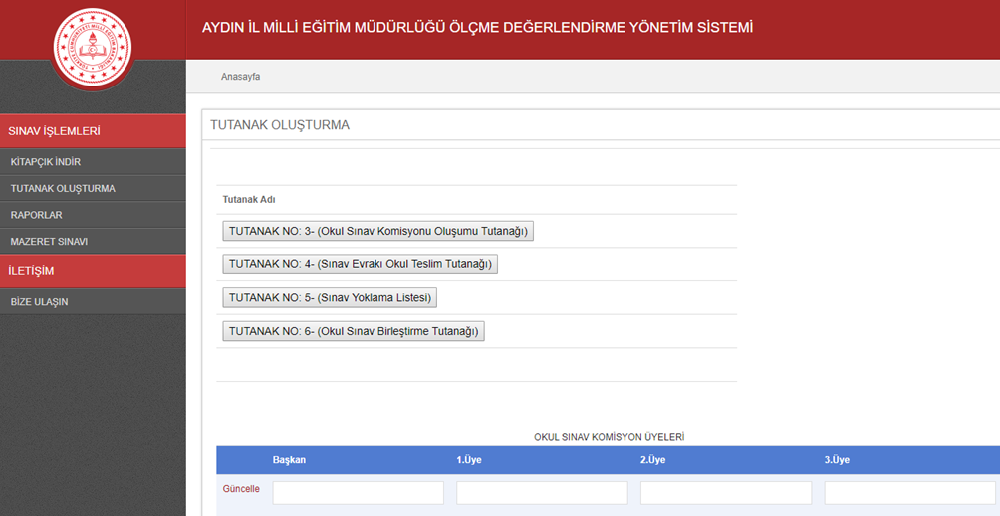 AYDIN İL MİLLİ EĞİTİM MÜDÜRLÜĞÜ ÖLÇME DEĞERLENDİRME YÖNETİM SİSTEMİ
Anasayfa
SINAV İŞLEMLERİ
KİTAPÇIK İNDİR
TUTANAK OLUŞTURMA
RAPORLAR
MAZERET SINAVI
İLETİŞİM
BİZE ULAŞIN
TUTANAK OLUŞTURMA
Tutanak Adı
TUTANAK NO: 3- (Okul Sınav Komisyonu Oluşumu Tutanağı)
TUTANAK NO: 4- (Sınav Evrakı Okul Teslim Tutanağı)
TUTANAK NO: 5- (Sınav Yoklama Listesi)
TUTANAK NO: 6- (Okul Sınav Birleştirme Tutanağı)
OKUL SINAV KOMİSYON ÜYELERİ
Başkan 1.Üye 2.Üye 3.Üye
Güncelle